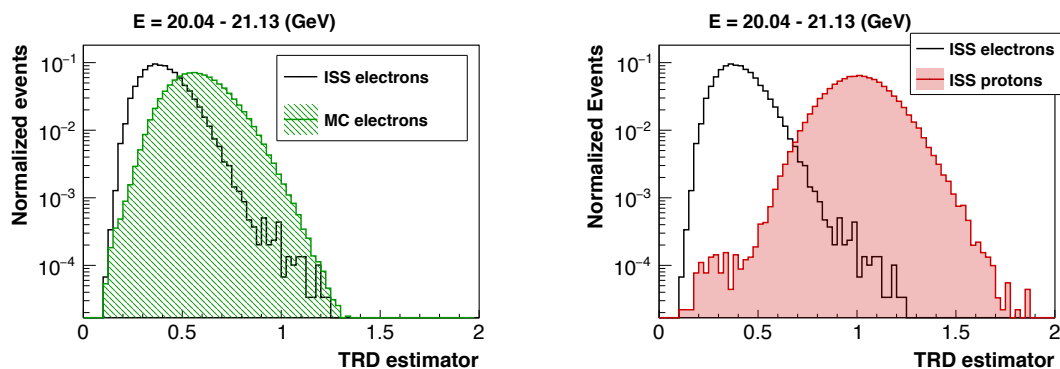 E = 20.04 - 21.13 (GeV)
Normalized events
10⁻¹
10⁻²
10⁻³
10⁻⁴
ISS electrons
MC electrons
0 0.5 1 1.5 2
TRD estimator
E = 20.04 - 21.13 (GeV)
Normalized Events
10⁻¹
10⁻²
10⁻³
10⁻⁴
ISS electrons
ISS protons
0 0.5 1 1.5 2
TRD estimator